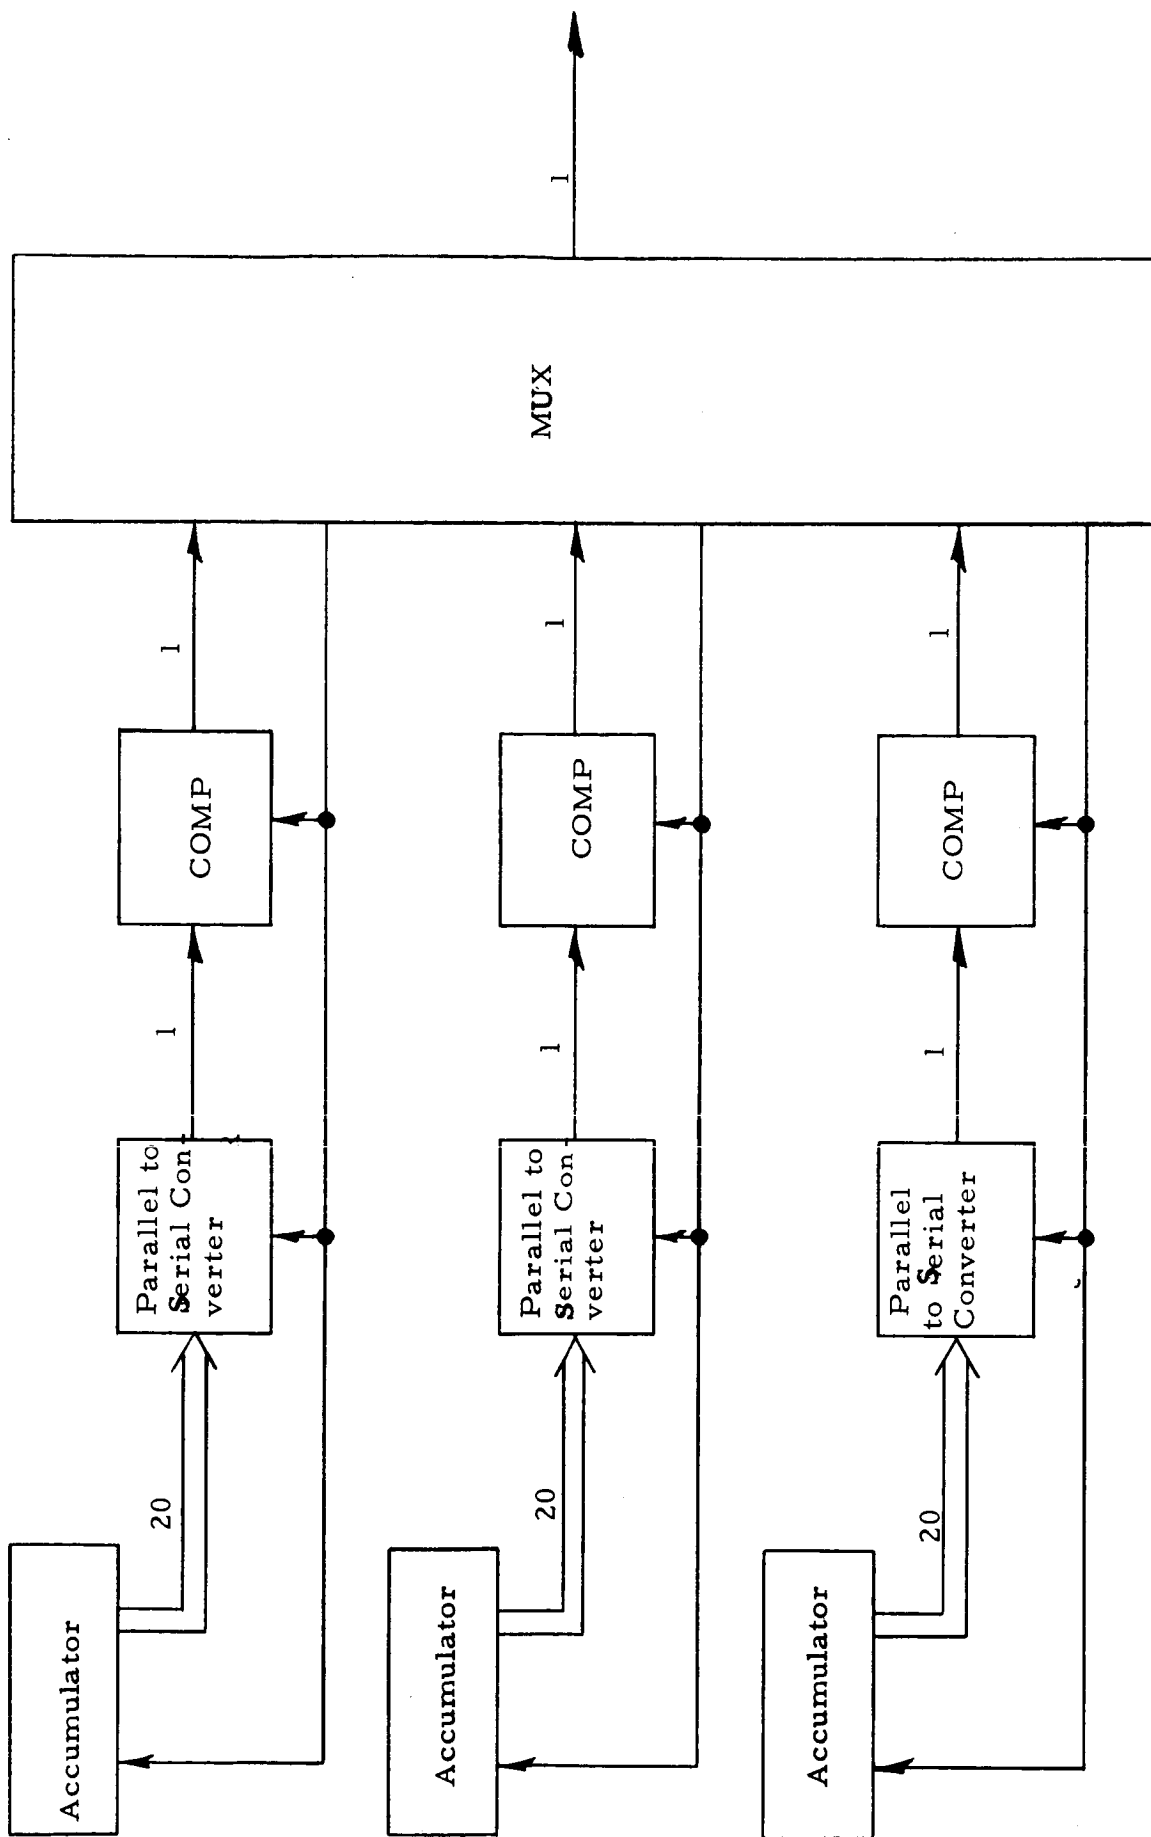 Accumulator
20
Parallel to
Serial Con-
verter
1
COMP
1
Accumulator
20
Parallel to
Serial Con-
verter
1
COMP
1
Accumulator
20
Parallel
to Serial
Converter
1
COMP
1
MUX
1